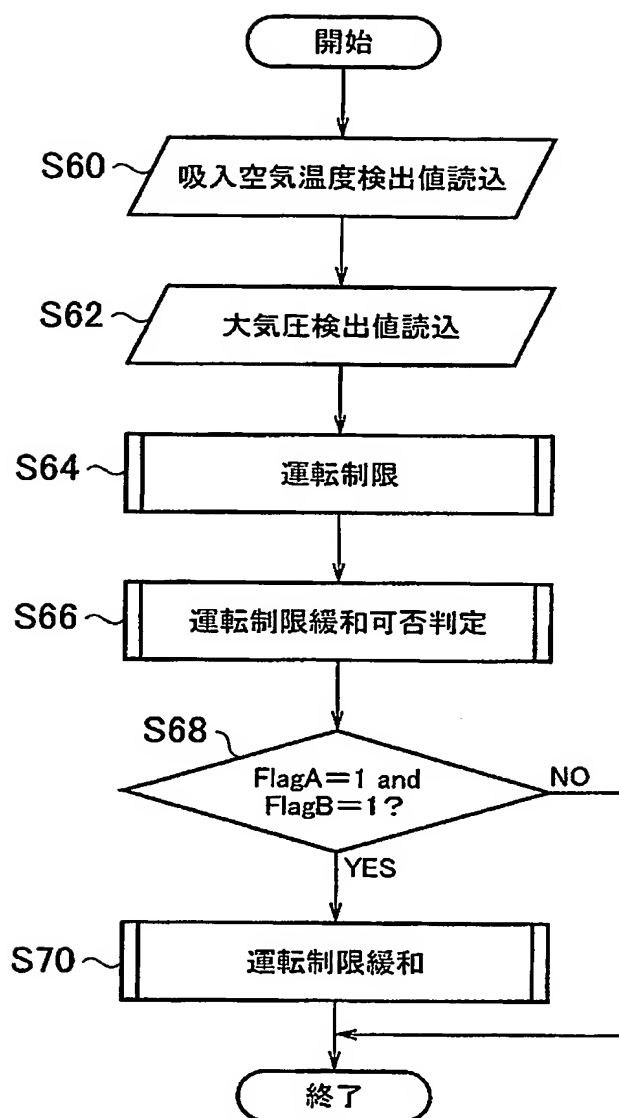 開始
S60
吸入空気温度検出値読込
S62
大気圧検出値読込
S64
運転制限
S66
運転制限緩和可否判定
S68
FlagA=1 and
FlagB=1?
NO
YES
S70
運転制限緩和
終了